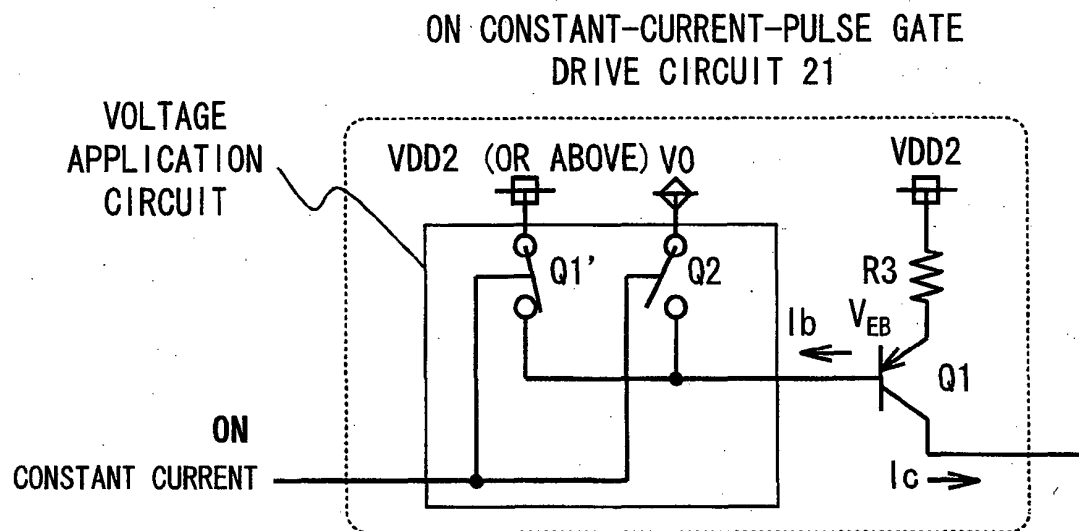 ON CONSTANT-CURRENT-PULSE GATE
DRIVE CIRCUIT 21
VOLTAGE
APPLICATION
CIRCUIT
VDD2 (OR ABOVE) V0
VDD2
Q1'
Q2
R3
Ib
VEB
Q1
ON
CONSTANT CURRENT
Ic